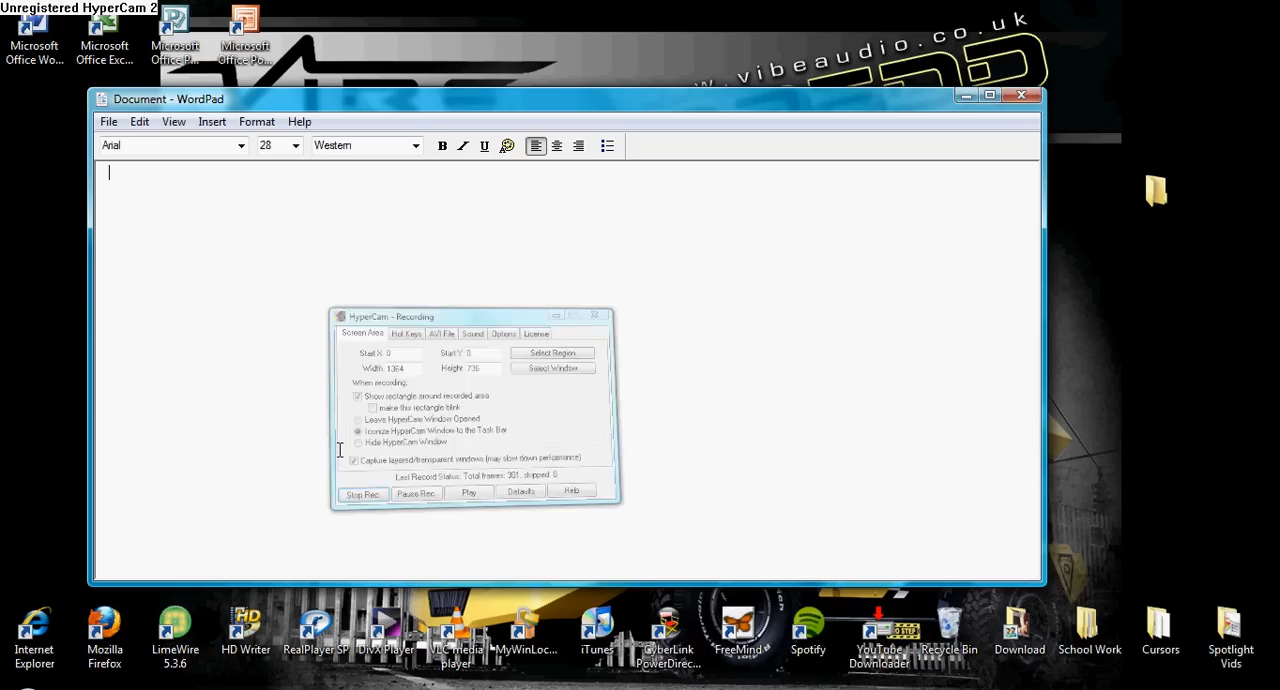 Unregistered HyperCam 2
Microsoft Office Wo...
Microsoft Office Exc...
Microsoft Office P...
Microsoft Office Po...
w.vibeaudio.co.uk
Document - WordPad
File Edit View Insert Format Help
Arial 28 Western B U
HyperCam - Recording
Screen Area Hot Keys AVI File Sound Options License
Start X 0 Start Y 0 Select Region
Width 1364 Height 736 Select Window
When recording:
Show rectangle around recorded area
make this rectangle blink
Leave HyperCam Window Opened
Iconize HyperCam Window to the Task Bar
Hide HyperCam Window
Capture layered/transparent windows (may slow down performance)
Last Record Status: Total frames: 301, skipped: 0
Stop Rec. Pause Rec. Play Defaults Help
Internet Explorer
Mozilla Firefox
LimeWire 5.3.6
HD Writer
RealPlayer SP
DivX Player
VLC media player
MyWinLoc...
iTunes
CyberLink PowerDirec...
FreeMind
Spotify
YouTube Downloader
Recycle Bin
Download
School Work
Cursors
Spotlight Vids